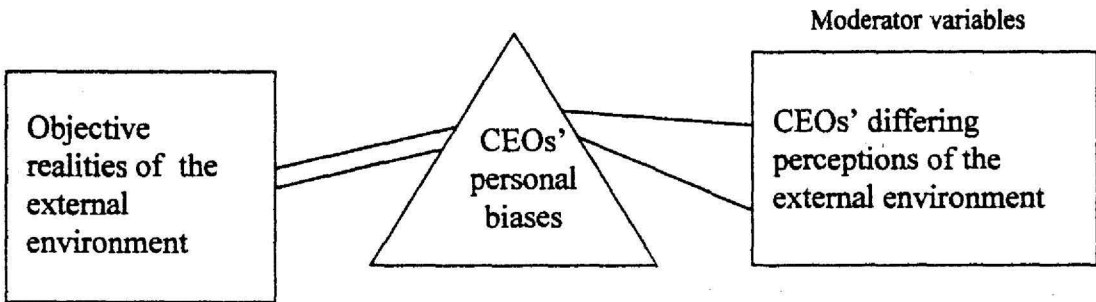 Moderator variables
Objective
realities of the
external
environment
CEOs'
personal
biases
CEOs' differing
perceptions of the
external environment